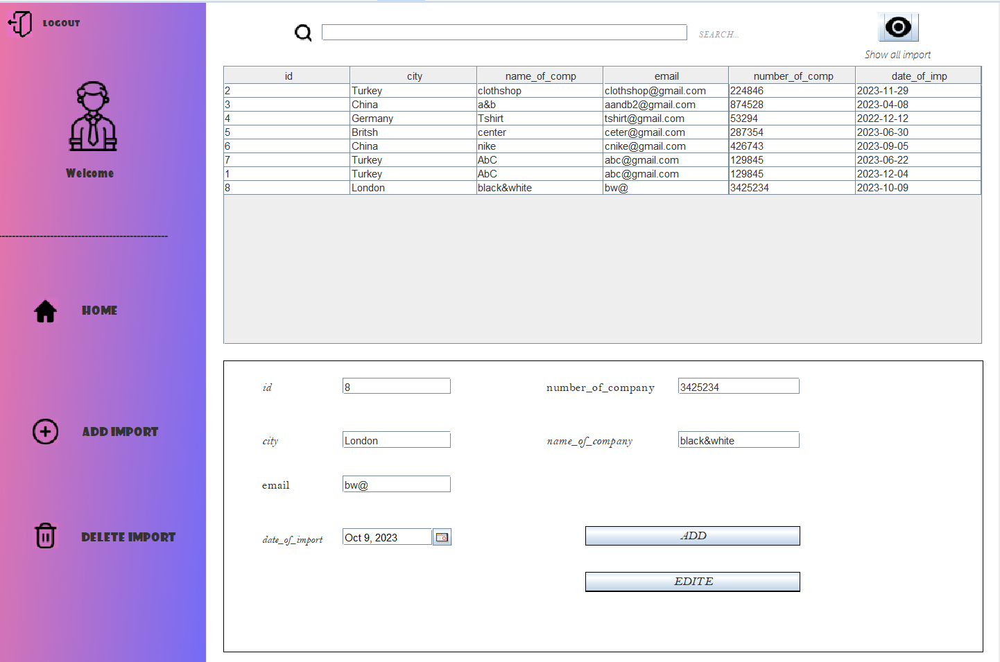 LOGOUT
SEARCH...
Show all import
id city name_of_comp email number_of_comp date_of_imp
2 Turkey clothshop clothshop@gmail.com 224846 2023-11-29
3 China a&b aandb2@gmail.com 874528 2023-04-08
4 Germany Tshirt tshirt@gmail.com 53294 2022-12-12
5 Britsh center ceter@gmail.com 287354 2023-06-30
6 China nike cnike@gmail.com 426743 2023-09-05
7 Turkey AbC abc@gmail.com 129845 2023-06-22
1 Turkey AbC abc@gmail.com 129845 2023-12-04
8 London black&white bw@ 3425234 2023-10-09
Welcome
HOME
ADD IMPORT
DELETE IMPORT
id 8 number_of_company 3425234
city London name_of_company black&white
email bw@
date_of_import Oct 9, 2023 ADD
EDITE